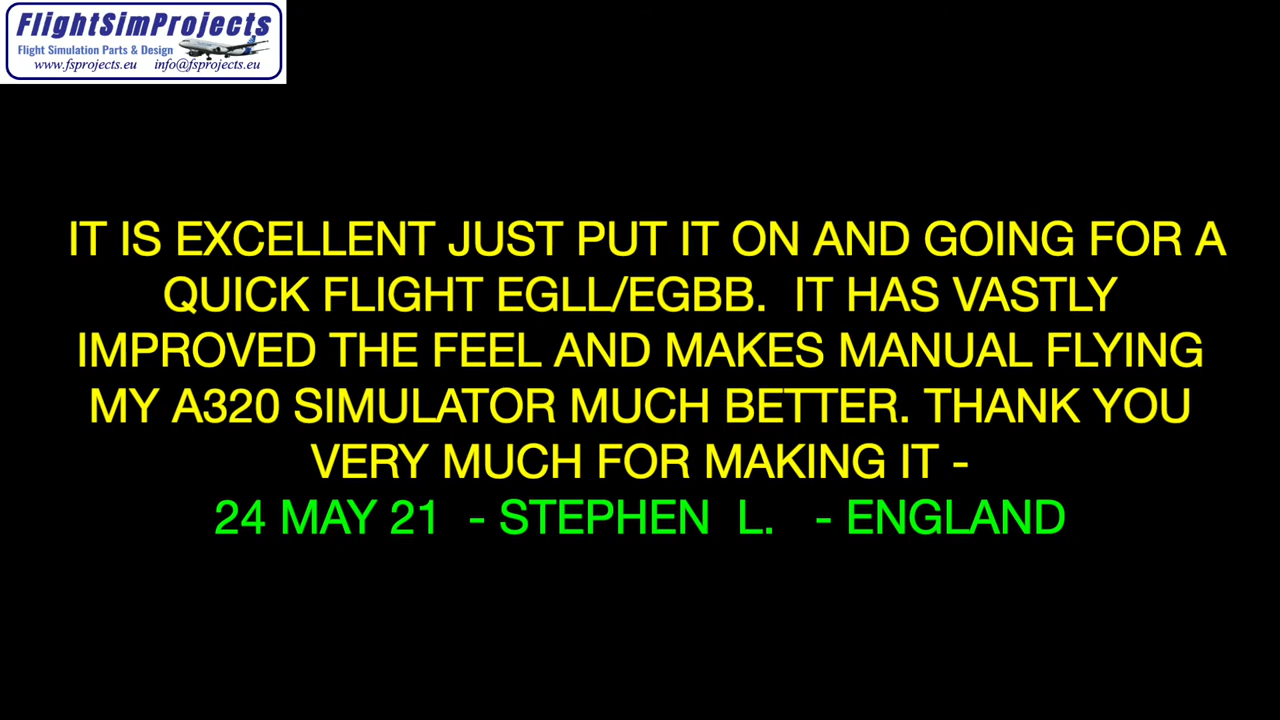 FlightSimProjects
Flight Simulation Parts & Design
www.fsprojects.eu info@fsprojects.eu
IT IS EXCELLENT JUST PUT IT ON AND GOING FOR A
QUICK FLIGHT EGLL/EGBB.  IT HAS VASTLY
IMPROVED THE FEEL AND MAKES MANUAL FLYING
MY A320 SIMULATOR MUCH BETTER. THANK YOU
VERY MUCH FOR MAKING IT -
24 MAY 21  - STEPHEN  L.   - ENGLAND